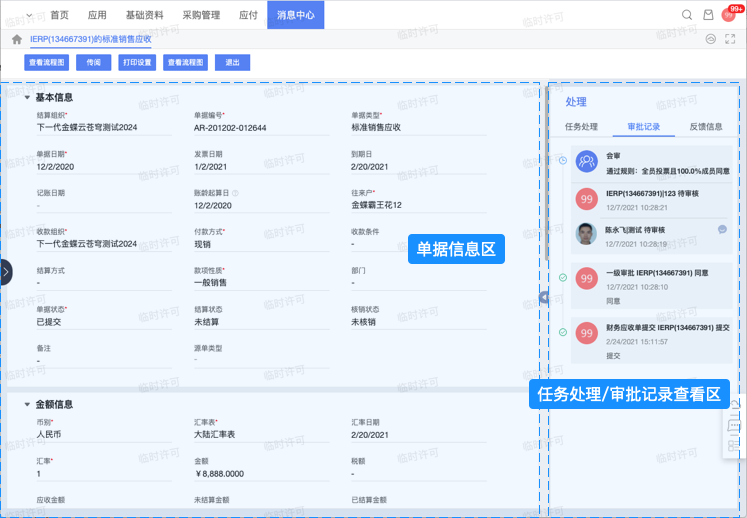 首页 应用 基础资料 采购管理 应付 消息中心 99 99+
IERP(134667391)的标准销售应收
查看流程图 传阅 打印设置 查看流程图 退出
基本信息
结算组织* 单据编号* 单据类型*
下一代金蝶云苍穹测试2024 AR-201202-012644 标准销售应收
单据日期* 发票日期 到期日
12/2/2020 1/2/2021 2/20/2021
记账日期 账龄起算日 往来户*
- 12/2/2020 金蝶霸王花12
收款组织* 付款方式* 收款条件
下一代金蝶云苍穹测试2024 现销 -
单据信息区
结算方式 款项性质* 部门
- 一般销售 -
单据状态* 结算状态 核销状态
已提交 未结算 未核销
备注 源单类型
- -
金额信息
币别* 汇率表* 汇率日期
人民币 大陆汇率表 2/20/2021
汇率* 金额 税额
1 ¥8,888.0000 -
应收金额 未结算金额 已结算金额
处理
任务处理 审批记录 反馈信息
会审
通过规则：全员投票且100.0%成员同意
99 IERP(134667391)|123 待审核
12/7/2021 10:28:21
陈永飞|测试 待审核
12/7/2021 10:28:19
99 一级审批 IERP(134667391) 同意
12/7/2021 10:28:10
同意
99 财务应收单提交 IERP(134667391) 提交
2/24/2021 15:11:57
提交
任务处理/审批记录查看区
临时许可